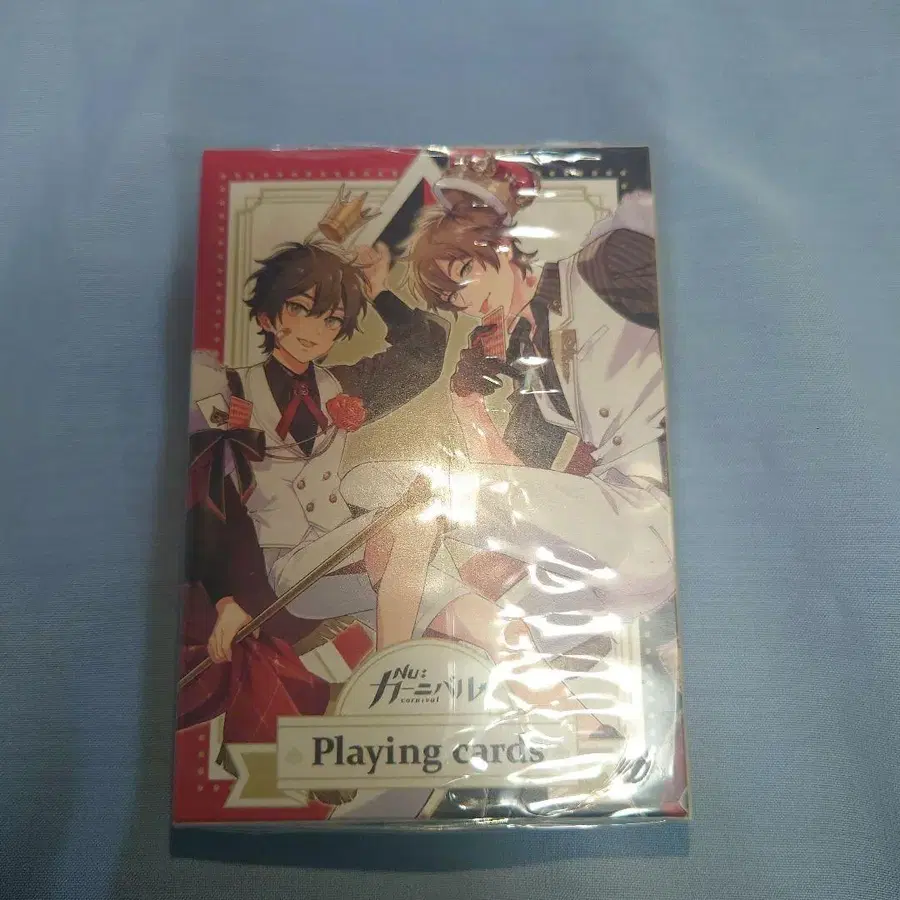 NU:
カーニバル
carnival
Playing cards